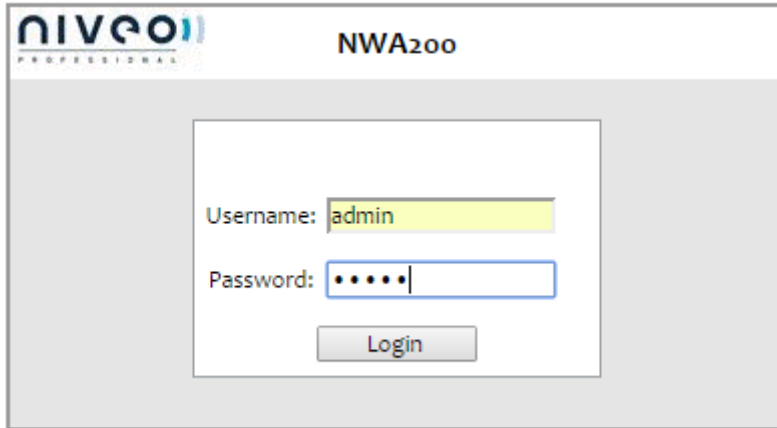 niveo
PROFESSIONAL
NWA200
Username: admin
Password: •••••
Login